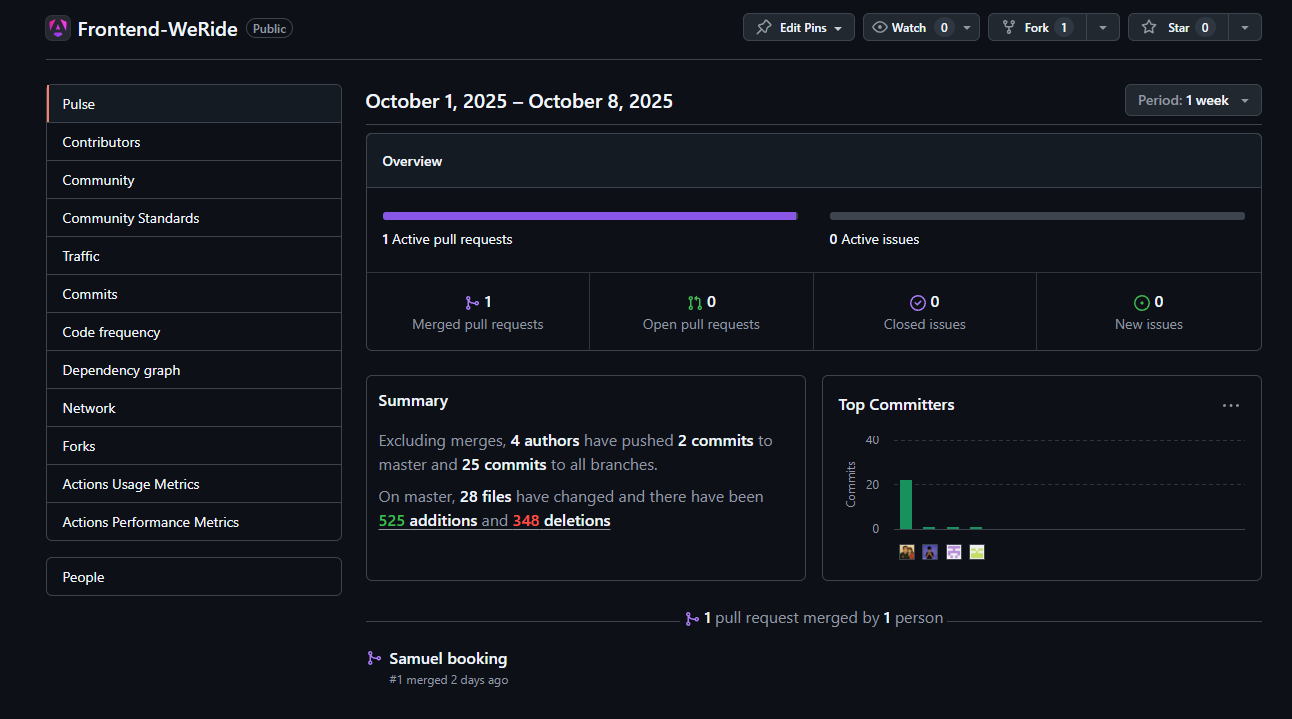 Frontend-WeRide Public
Edit Pins
Watch 0
Fork 1
Star 0
Pulse
Contributors
Community
Community Standards
Traffic
Commits
Code frequency
Dependency graph
Network
Forks
Actions Usage Metrics
Actions Performance Metrics
People
October 1, 2025 – October 8, 2025
Period: 1 week
Overview
1 Active pull requests
0 Active issues
1
Merged pull requests
0
Open pull requests
0
Closed issues
0
New issues
Summary
Excluding merges, 4 authors have pushed 2 commits to
master and 25 commits to all branches.
On master, 28 files have changed and there have been
525 additions and 348 deletions
Top Committers
Commits
40
20
0
1 pull request merged by 1 person
Samuel booking
#1 merged 2 days ago